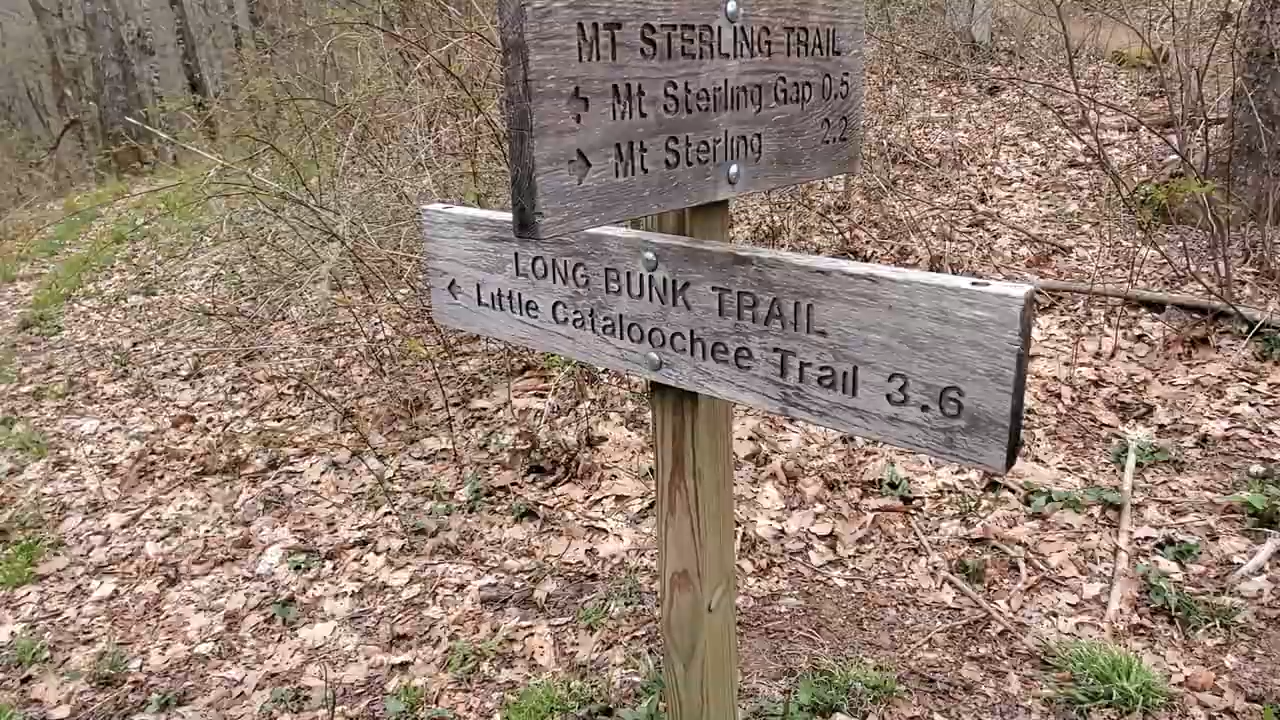 MT STERLING TRAIL
← Mt Sterling Gap 0.5
→ Mt Sterling 2.2
LONG BUNK TRAIL
← Little Cataloochee Trail 3.6